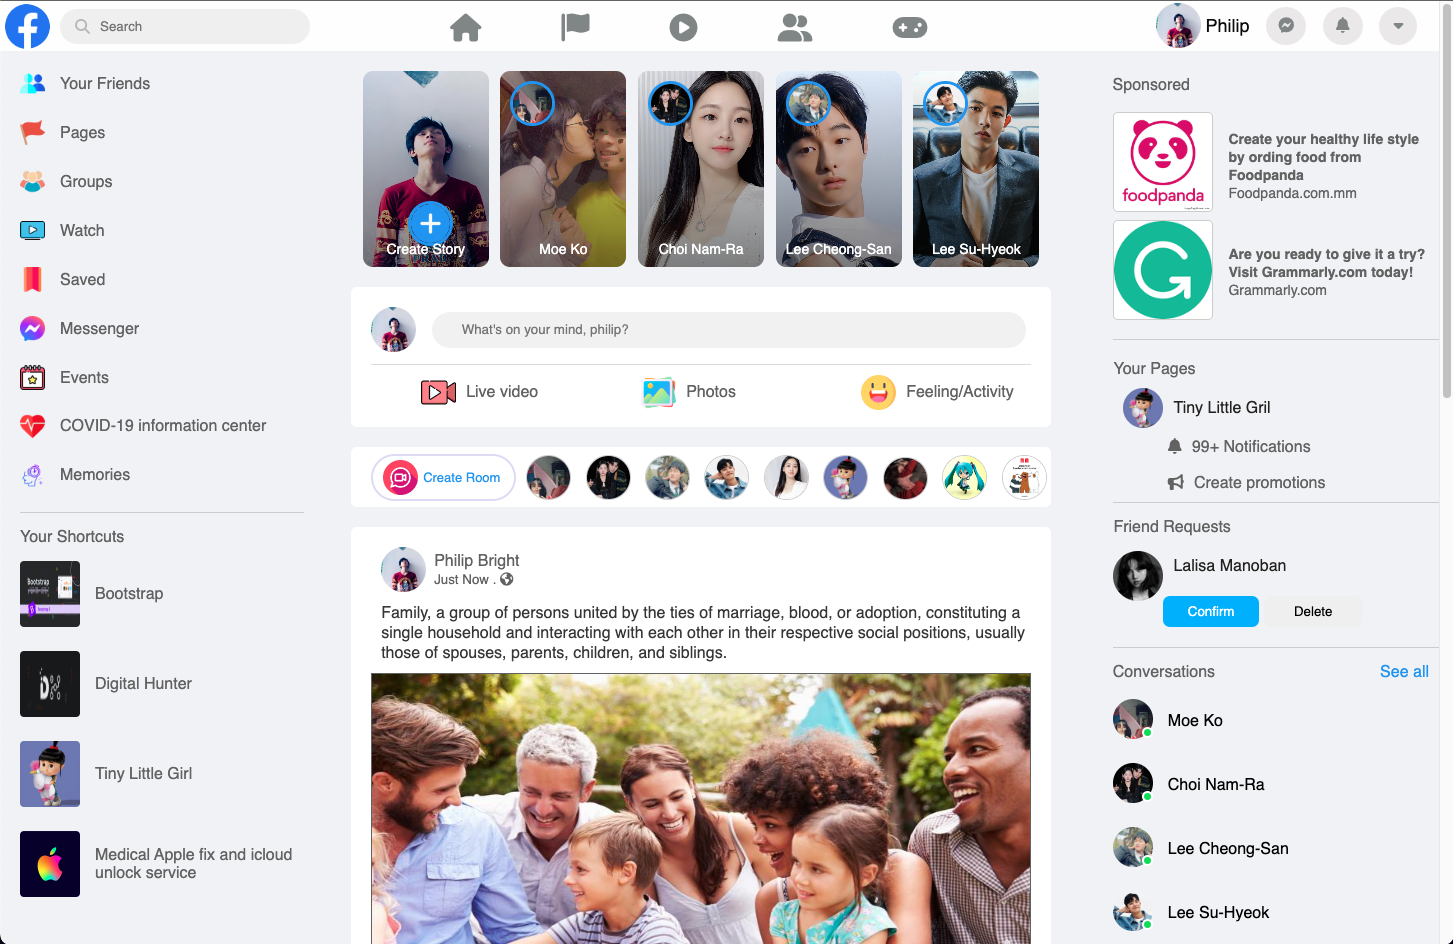 Search
Philip
Your Friends
Pages
Groups
Watch
Saved
Messenger
Events
COVID-19 information center
Memories
Your Shortcuts
Bootstrap
Digital Hunter
Tiny Little Girl
Medical Apple fix and icloud
unlock service
Create Story
Moe Ko
Choi Nam-Ra
Lee Cheong-San
Lee Su-Hyeok
What's on your mind, philip?
Live video
Photos
Feeling/Activity
Create Room
Philip Bright
Just Now .
Family, a group of persons united by the ties of marriage, blood, or adoption, constituting a
single household and interacting with each other in their respective social positions, usually
those of spouses, parents, children, and siblings.
Sponsored
foodpanda
Create your healthy life style
by ording food from
Foodpanda
Foodpanda.com.mm
Are you ready to give it a try?
Visit Grammarly.com today!
Grammarly.com
Your Pages
Tiny Little Gril
99+ Notifications
Create promotions
Friend Requests
Lalisa Manoban
Confirm
Delete
Conversations
See all
Moe Ko
Choi Nam-Ra
Lee Cheong-San
Lee Su-Hyeok